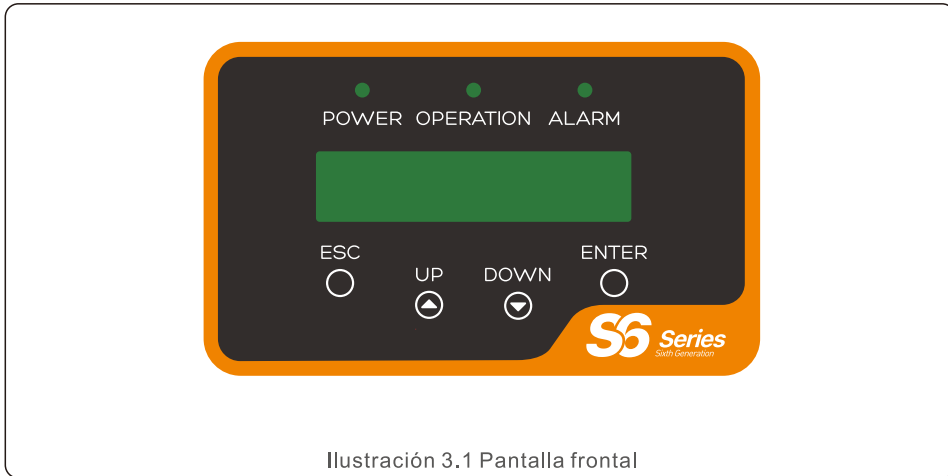 POWER OPERATION ALARM
ESC ENTER
UP DOWN
S6 Series
Sixth Generation
Ilustración 3.1 Pantalla frontal